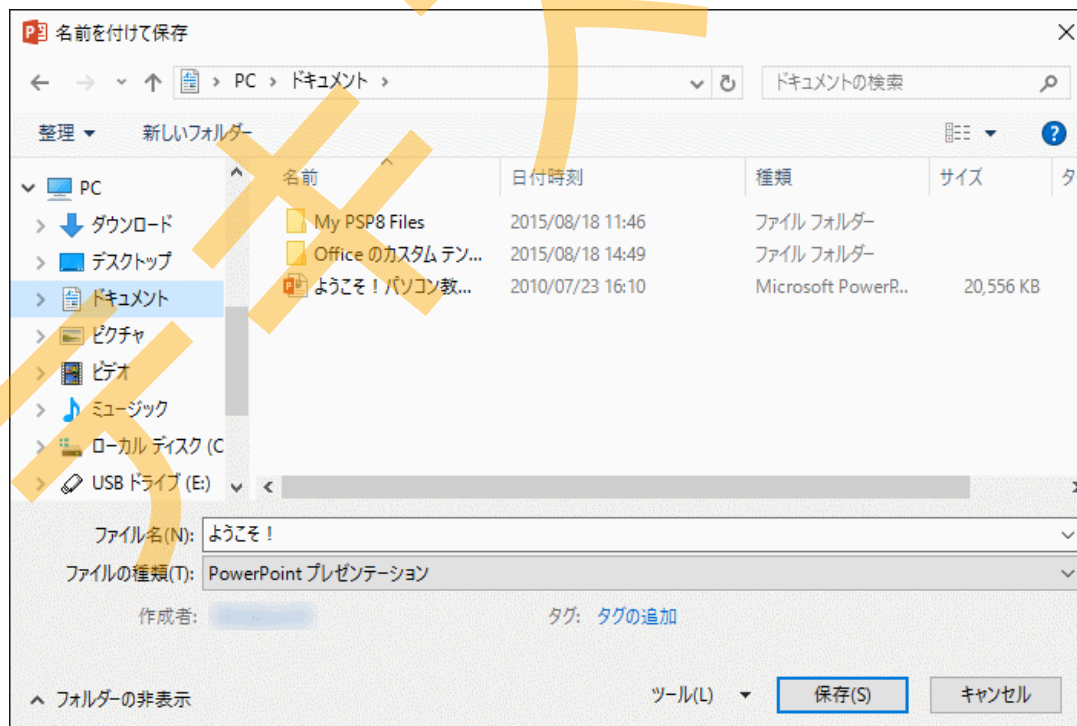 名前を付けて保存
PC > ドキュメント >
ドキュメントの検索
整理
新しいフォルダー
名前 日付時刻 種類 サイズ タ
PC
ダウンロード
デスクトップ
ドキュメント
ピクチャ
ビデオ
ミュージック
ローカル ディスク (C
USB ドライブ (E:)
My PSP8 Files 2015/08/18 11:46 ファイル フォルダー
Office のカスタム テン... 2015/08/18 14:49 ファイル フォルダー
ようこそ！パソコン教... 2010/07/23 16:10 Microsoft PowerP... 20,556 KB
ファイル名(N): ようこそ！
ファイルの種類(T): PowerPoint プレゼンテーション
作成者:
タグ: タグの追加
フォルダーの非表示
ツール(L)
保存(S)
キャンセル